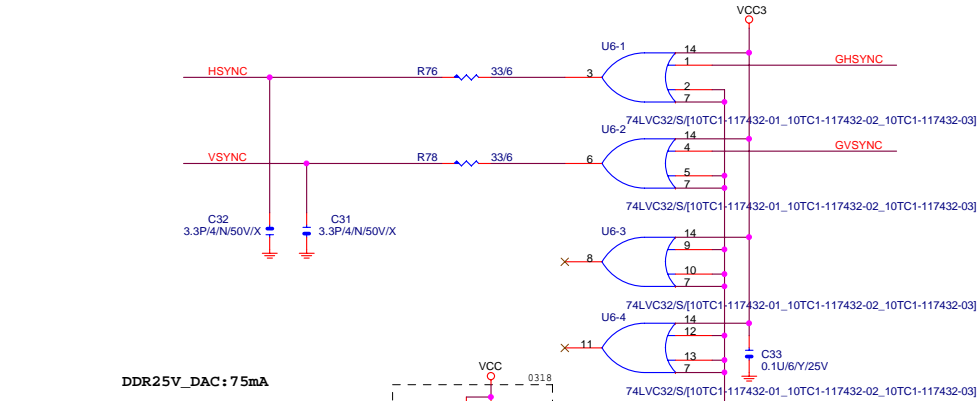 VCC3
U6-1
14
HSYNC
R76
33/6
3
1
GHSYNC
2
7
74LVC32/S/[10TC1-117432-01_10TC1-117432-02_10TC1-117432-03]
U6-2
14
VSYNC
R78
33/6
6
4
GVSYNC
5
7
74LVC32/S/[10TC1-117432-01_10TC1-117432-02_10TC1-117432-03]
C32
3.3P/4/N/50V/X
C31
3.3P/4/N/50V/X
U6-3
14
9
8
10
7
74LVC32/S/[10TC1-117432-01_10TC1-117432-02_10TC1-117432-03]
U6-4
14
12
11
13
7
C33
0.1U/6/Y/25V
74LVC32/S/[10TC1-117432-01_10TC1-117432-02_10TC1-117432-03]
DDR25V_DAC:75mA
VCC
0318